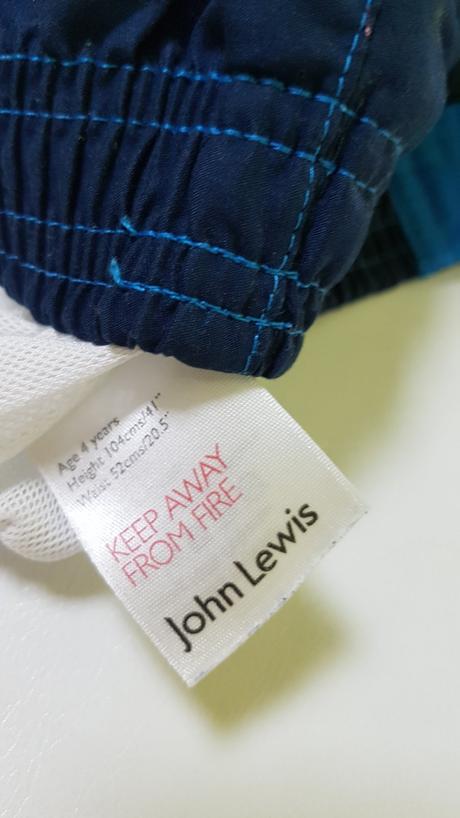 Age 4 years
Height 104cms/41"
Waist 52cms/20.5"
KEEP AWAY
FROM FIRE
John Lewis